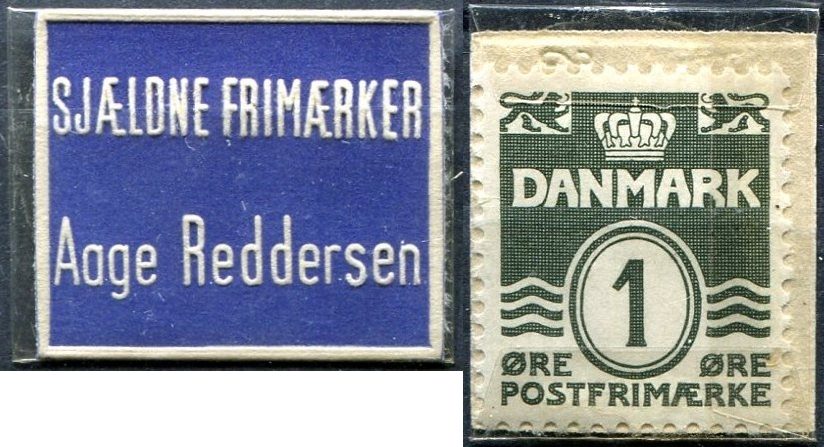 SJÆLDNE FRIMÆRKER
Aage Reddersen
DANMARK
1
ØRE ØRE
POSTFRIMÆRKE